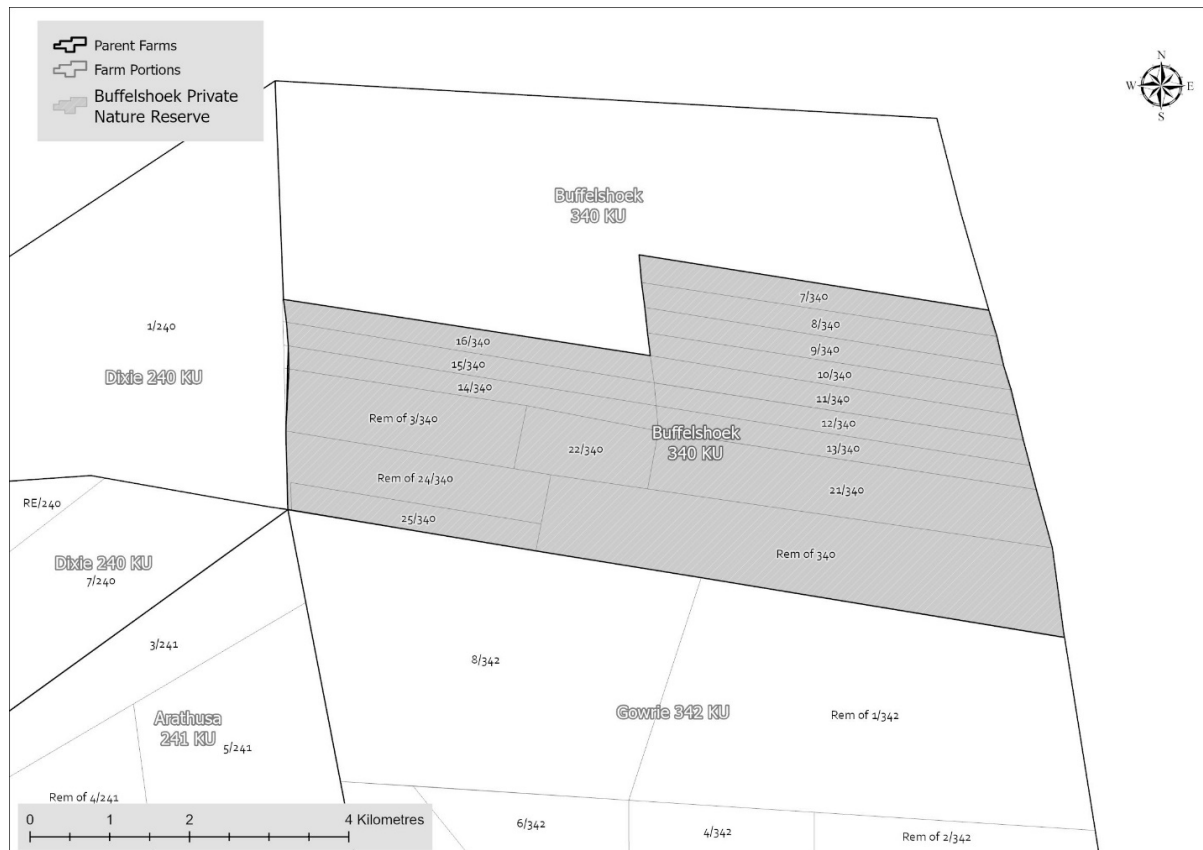 Parent Farms
Farm Portions
Buffelshoek Private
Nature Reserve
N
W
E
S
Buffelshoek
340 KU
7/340
8/340
9/340
10/340
11/340
12/340
13/340
16/340
15/340
14/340
1/240
Dixie 240 KU
Rem of 3/340
22/340
Buffelshoek
340 KU
Rem of 24/340
21/340
25/340
RE/240
Dixie 240 KU
7/240
Rem of 340
3/241
8/342
Arathusa
241 KU
5/241
Gowrie 342 KU
Rem of 1/342
Rem of 4/241
0 1 2 4 Kilometres
6/342
4/342
Rem of 2/342